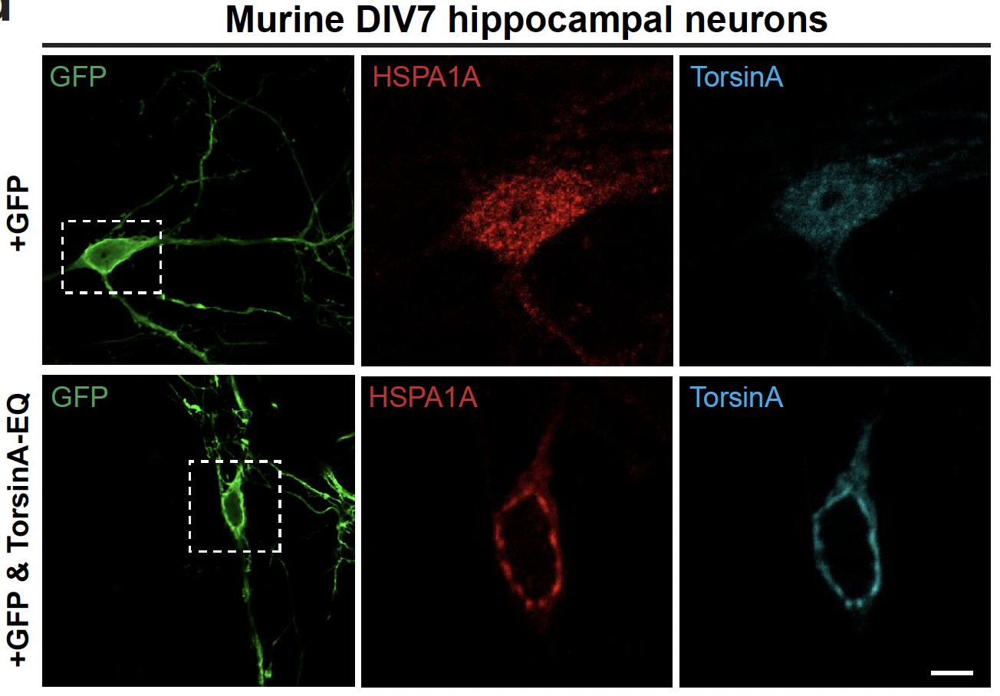 Murine DIV7 hippocampal neurons
+GFP
GFP
HSPA1A
TorsinA
+GFP & TorsinA-EQ
GFP
HSPA1A
TorsinA